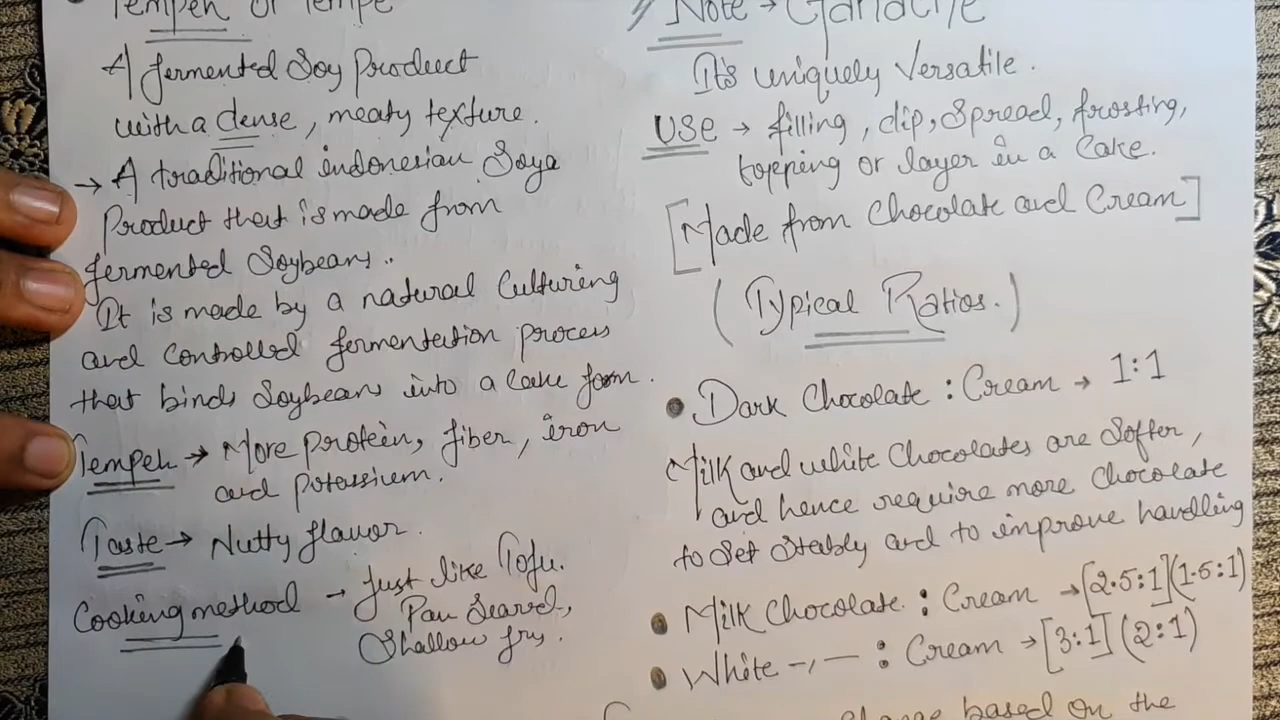 Tempeh or Tempe
A fermented Soy Product
with a dense, meaty texture.
→ A traditional indonesian Soya
Product that is made from
fermented Soybeans..
It is made by a natural Culturing
and controlled fermentation process
that binds Soybeans into a Cake form.
Tempeh → More protein, fiber, iron
and potassium.
Taste → Nutty flavor.
Cooking method → Just like Tofu.
Pan Seared,
Shallow fry.
Note → Ganache
It's uniquely versatile.
USE → filling, dip, Spread, frosting,
topping or layer in a Cake.
[Made from Chocolate and Cream]
(Typical Ratios.)
• Dark Chocolate : Cream → 1:1
Milk and white Chocolates are Softer,
and hence require more Chocolate
to Set Stably and to improve handling
• Milk Chocolate : Cream → [2.5:1] (1.5:1)
• White -,,- : Cream → [3:1] (2:1)
based on the